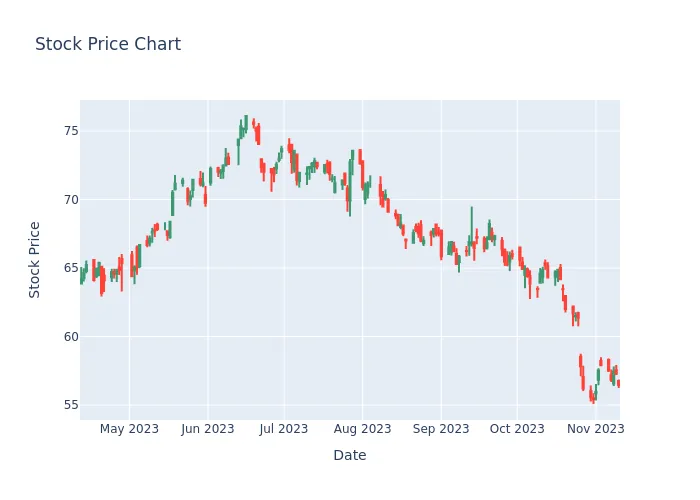 Stock Price Chart
Stock Price
75
70
65
60
55
May 2023
Jun 2023
Jul 2023
Aug 2023
Sep 2023
Oct 2023
Nov 2023
Date